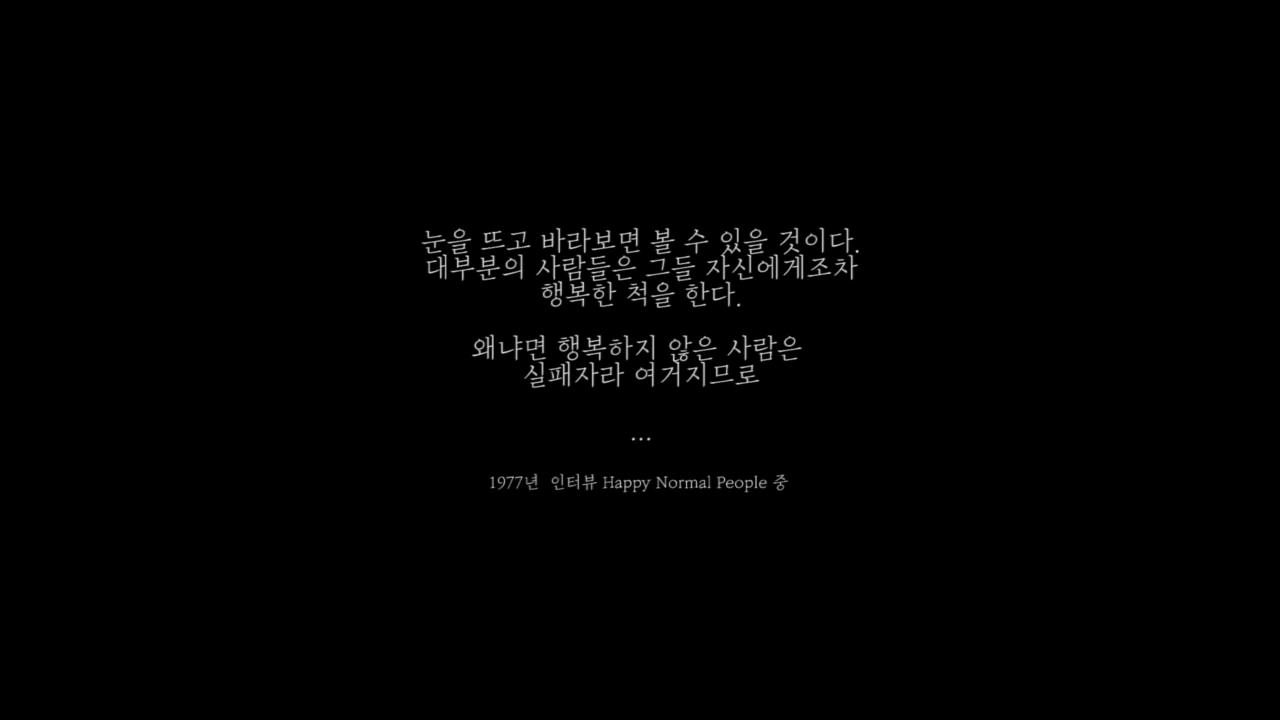 눈을 뜨고 바라보면 볼 수 있을 것이다.
대부분의 사람들은 그들 자신에게조차
행복한 척을 한다.
왜냐면 행복하지 않은 사람은
실패자라 여거지므로
...
1977년 인터뷰 Happy Normal People 중